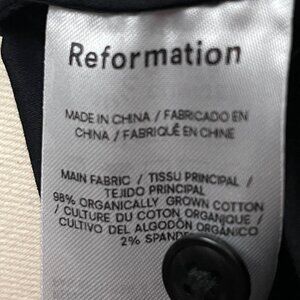 Reformation
MADE IN CHINA / FABRICADO EN
CHINA / FABRIQUÉ EN CHINE
MAIN FABRIC / TISSU PRINCIPAL /
TEJIDO PRINCIPAL
98% ORGANICALLY GROWN COTTON
/ CULTURE DU COTON ORGANIQUE /
CULTIVO DEL ALGODÓN ORGÁNICO
2%